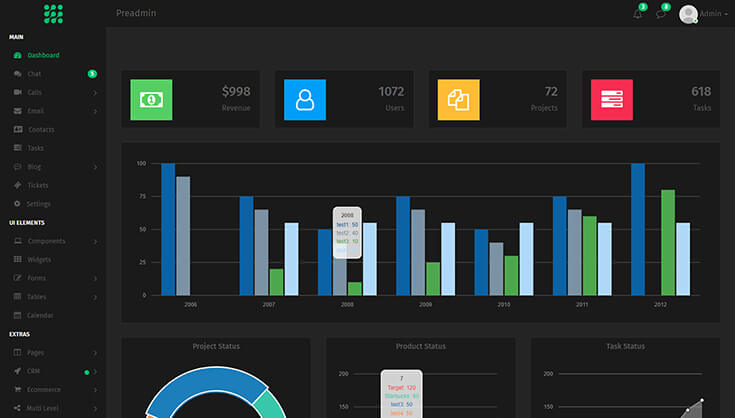 Preadmin
3
8
Admin
MAIN
Dashboard
Chat
5
Calls
Email
Contacts
Tasks
Blog
Tickets
Settings
UI ELEMENTS
Components
Widgets
Forms
Tables
Calendar
EXTRAS
Pages
CRM
Ecommerce
Multi Level
$998
Revenue
1072
Users
72
Projects
618
Tasks
100
75
50
25
0
2008
test1: 50
test2: 40
test3: 10
2006
2007
2008
2009
2010
2011
2012
Project Status
Product Status
200
150
7
Target: 120
Starbucks: 60
test3: 50
test4: 50
Task Status
200
150